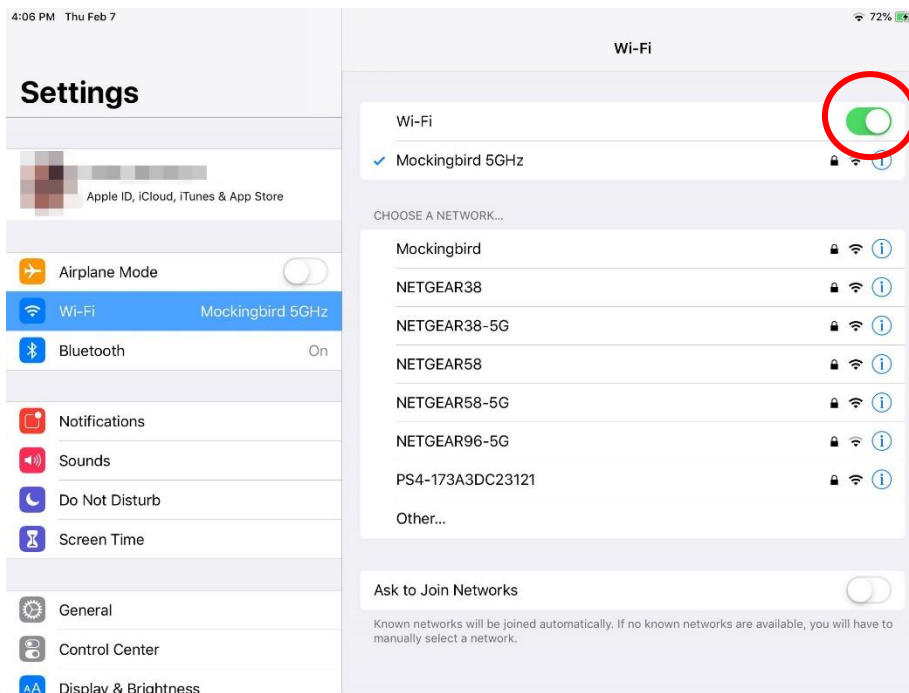 4:06 PM Thu Feb 7
72%
Settings
Apple ID, iCloud, iTunes & App Store
Airplane Mode
Wi-Fi Mockingbird 5GHz
Bluetooth On
Notifications
Sounds
Do Not Disturb
Screen Time
General
Control Center
AA Display & Brightness
Wi-Fi
Wi-Fi
Mockingbird 5GHz
CHOOSE A NETWORK...
Mockingbird
NETGEAR38
NETGEAR38-5G
NETGEAR58
NETGEAR58-5G
NETGEAR96-5G
PS4-173A3DC23121
Other...
Ask to Join Networks
Known networks will be joined automatically. If no known networks are available, you will have to
manually select a network.